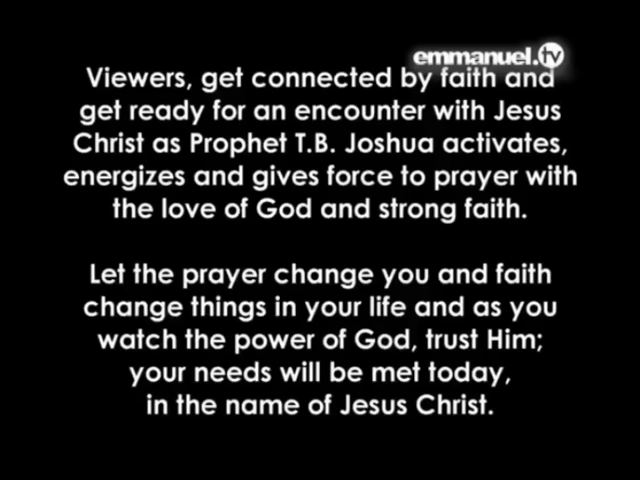 emmanuel.tv
Viewers, get connected by faith and
get ready for an encounter with Jesus
Christ as Prophet T.B. Joshua activates,
energizes and gives force to prayer with
the love of God and strong faith.
Let the prayer change you and faith
change things in your life and as you
watch the power of God, trust Him;
your needs will be met today,
in the name of Jesus Christ.